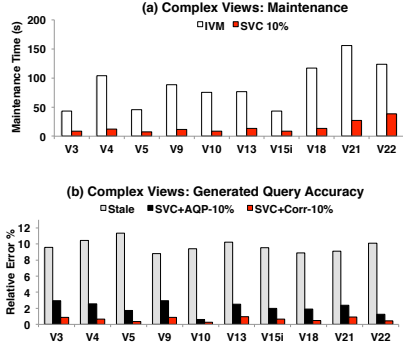 (a) Complex Views: Maintenance
IVM SVC 10%
Maintenance Time (s)
200
150
100
50
0
V3 V4 V5 V9 V10 V13 V15i V18 V21 V22
(b) Complex Views: Generated Query Accuracy
Stale SVC+AQP-10% SVC+Corr-10%
Relative Error %
12
10
8
6
4
2
0
V3 V4 V5 V9 V10 V13 V15i V18 V21 V22